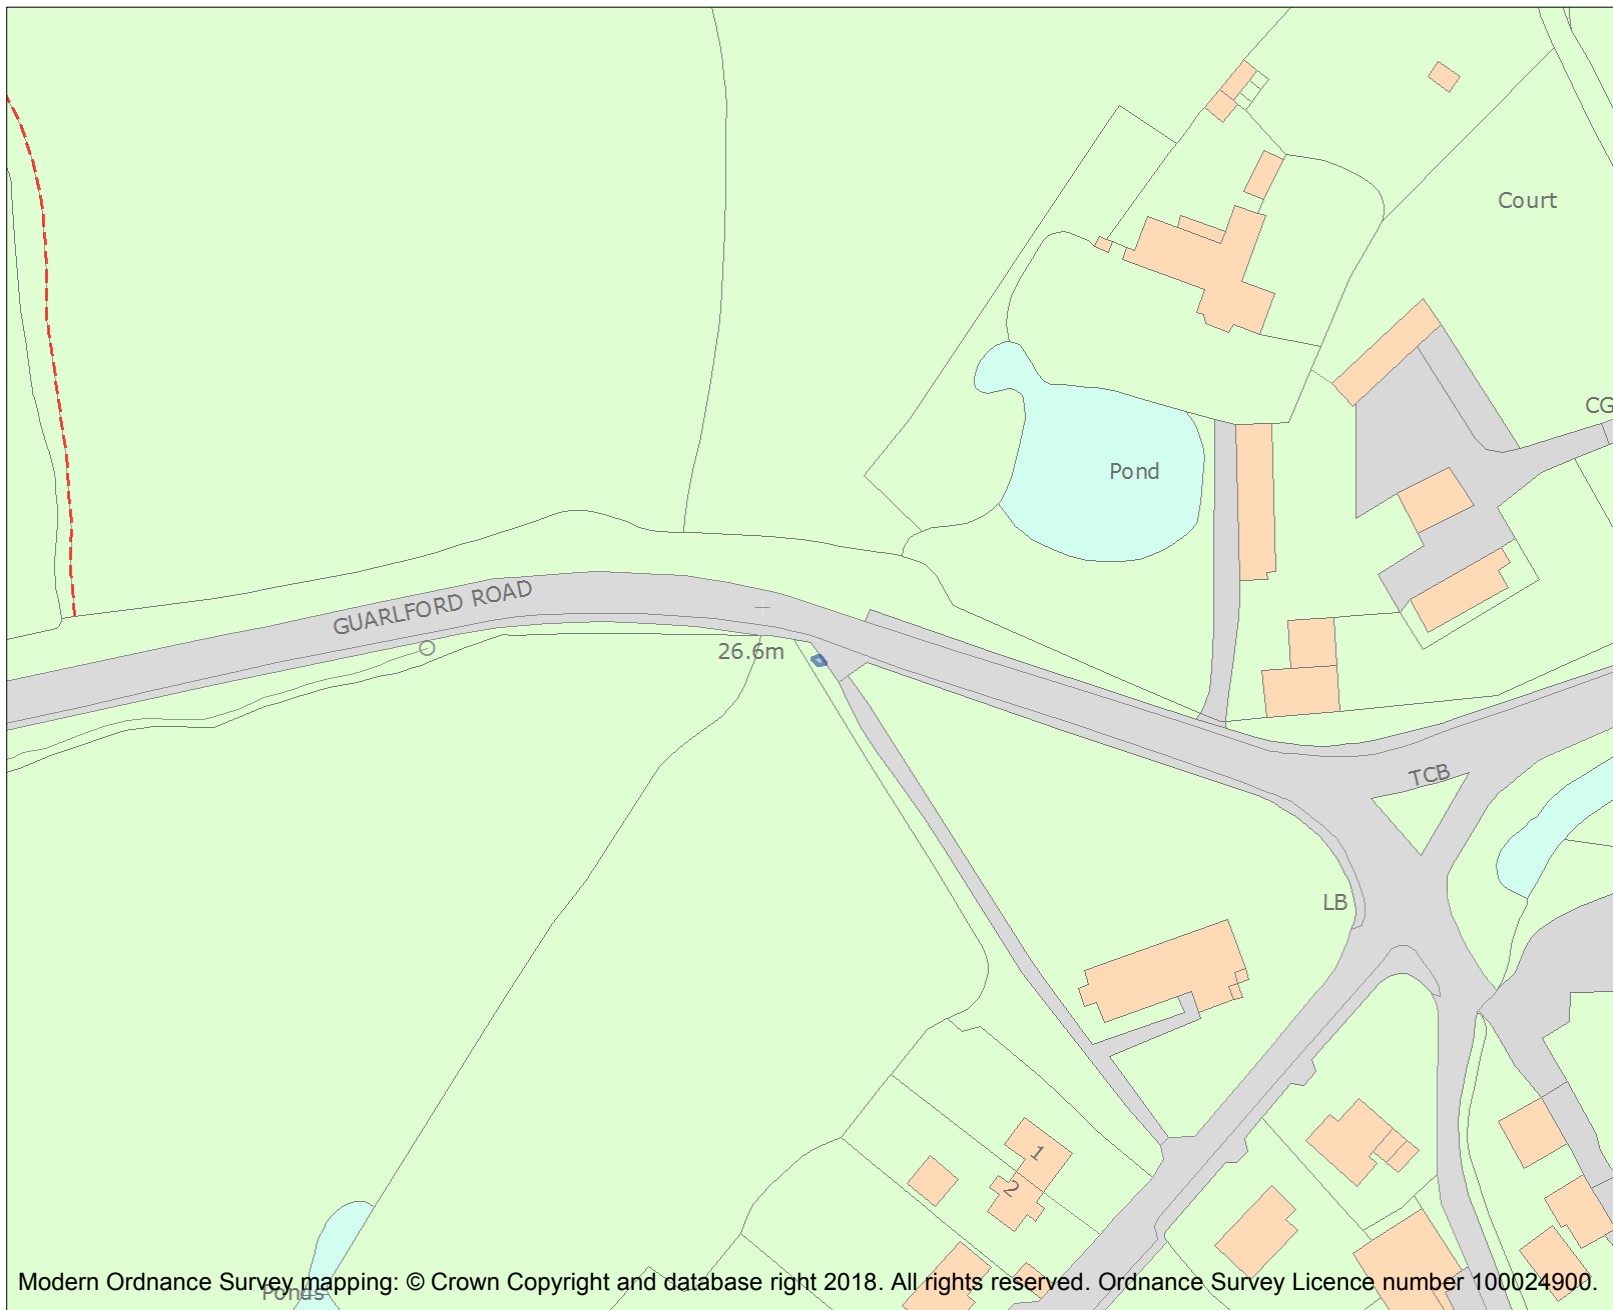 Court
CG
Pond
GUARLFORD ROAD
26.6m
TCB
LB
1
2
Modern Ordnance Survey mapping: © Crown Copyright and database right 2018. All rights reserved. Ordnance Survey Licence number 100024900.
Ponds